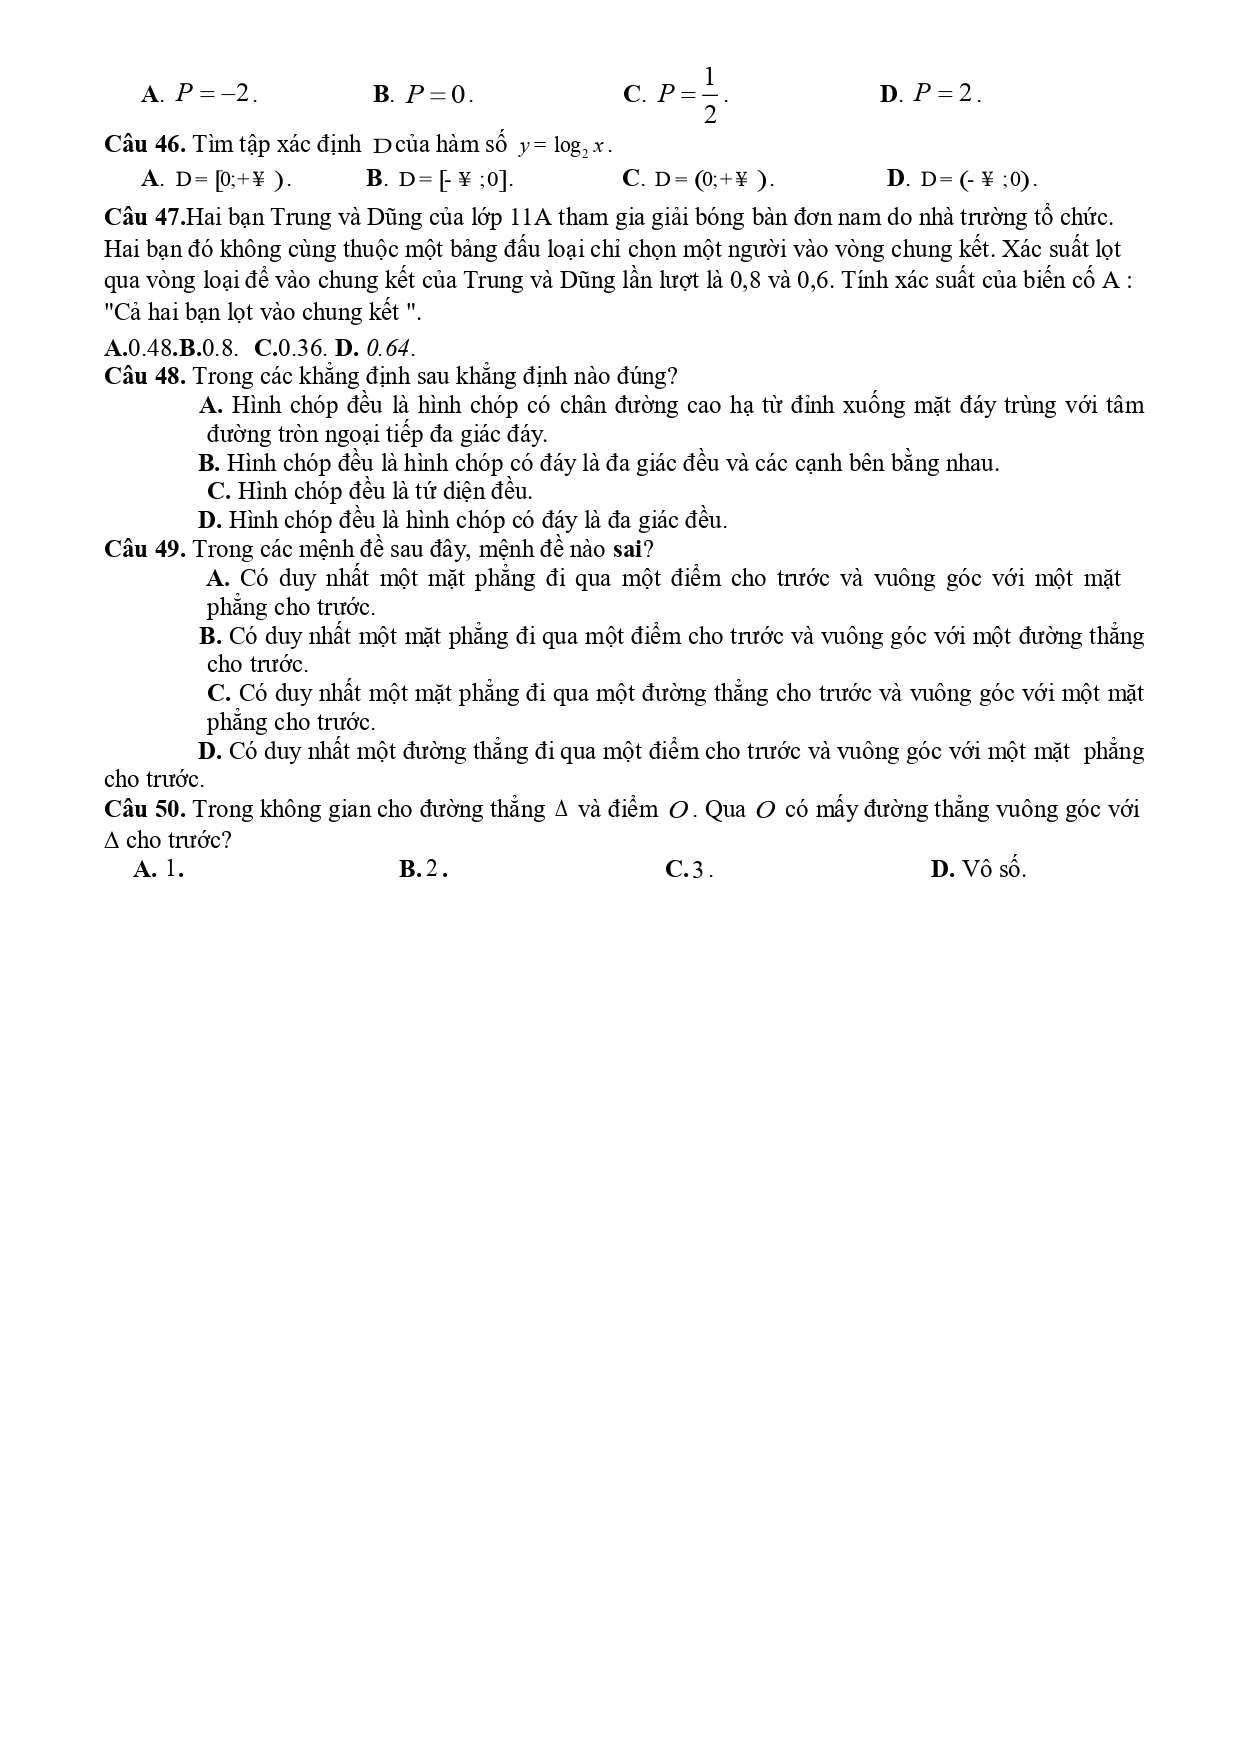 A. P = −2. B. P = 0. C. P = 1/2. D. P = 2.
Câu 46. Tìm tập xác định D của hàm số y = log₂ x.
A. D = [0;+¥ ). B. D = [- ¥ ;0]. C. D = (0;+¥ ). D. D = (- ¥ ;0).
Câu 47.Hai bạn Trung và Dũng của lớp 11A tham gia giải bóng bàn đơn nam do nhà trường tổ chức.
Hai bạn đó không cùng thuộc một bảng đấu loại chỉ chọn một người vào vòng chung kết. Xác suất lọt
qua vòng loại để vào chung kết của Trung và Dũng lần lượt là 0,8 và 0,6. Tính xác suất của biến cố A :
"Cả hai bạn lọt vào chung kết ".
A.0.48.B.0.8. C.0.36. D. 0.64.
Câu 48. Trong các khẳng định sau khẳng định nào đúng?
A. Hình chóp đều là hình chóp có chân đường cao hạ từ đỉnh xuống mặt đáy trùng với tâm
đường tròn ngoại tiếp đa giác đáy.
B. Hình chóp đều là hình chóp có đáy là đa giác đều và các cạnh bên bằng nhau.
C. Hình chóp đều là tứ diện đều.
D. Hình chóp đều là hình chóp có đáy là đa giác đều.
Câu 49. Trong các mệnh đề sau đây, mệnh đề nào sai?
A. Có duy nhất một mặt phẳng đi qua một điểm cho trước và vuông góc với một mặt
phẳng cho trước.
B. Có duy nhất một mặt phẳng đi qua một điểm cho trước và vuông góc với một đường thẳng
cho trước.
C. Có duy nhất một mặt phẳng đi qua một đường thẳng cho trước và vuông góc với một mặt
phẳng cho trước.
D. Có duy nhất một đường thẳng đi qua một điểm cho trước và vuông góc với một mặt phẳng
cho trước.
Câu 50. Trong không gian cho đường thẳng Δ và điểm O. Qua O có mấy đường thẳng vuông góc với
Δ cho trước?
A. 1. B. 2. C. 3. D. Vô số.